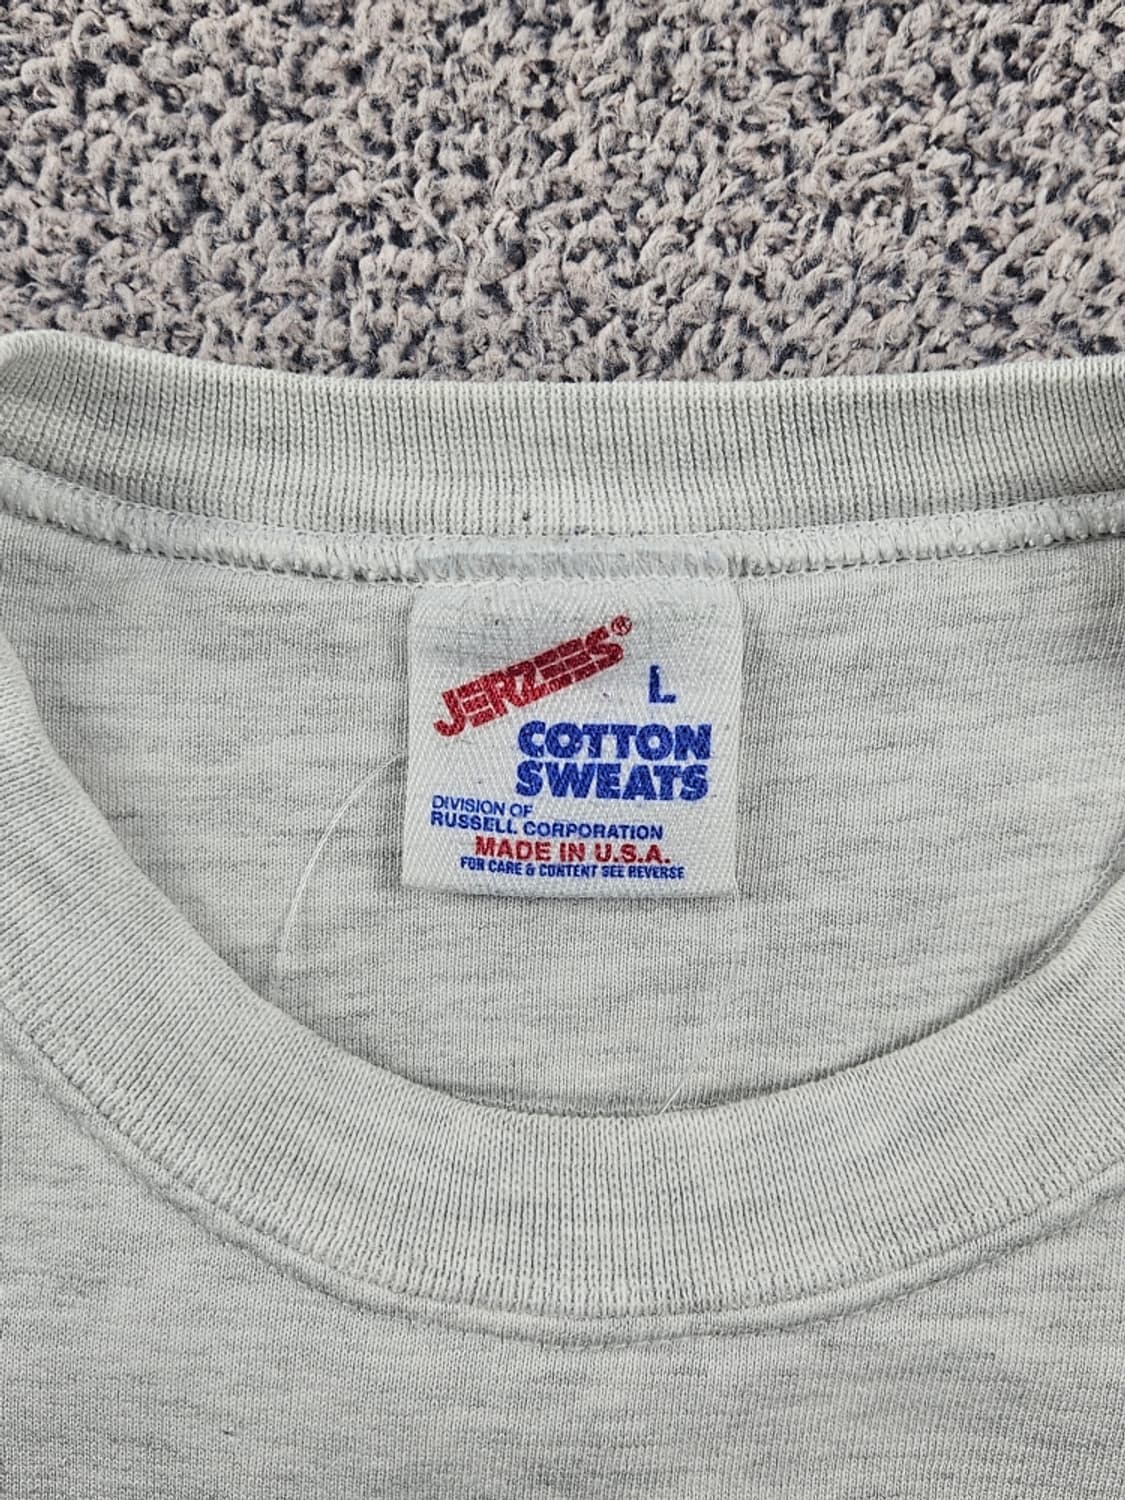 JERZEES®
L
COTTON
SWEATS
DIVISION OF
RUSSELL CORPORATION
MADE IN U.S.A.
FOR CARE & CONTENT SEE REVERSE